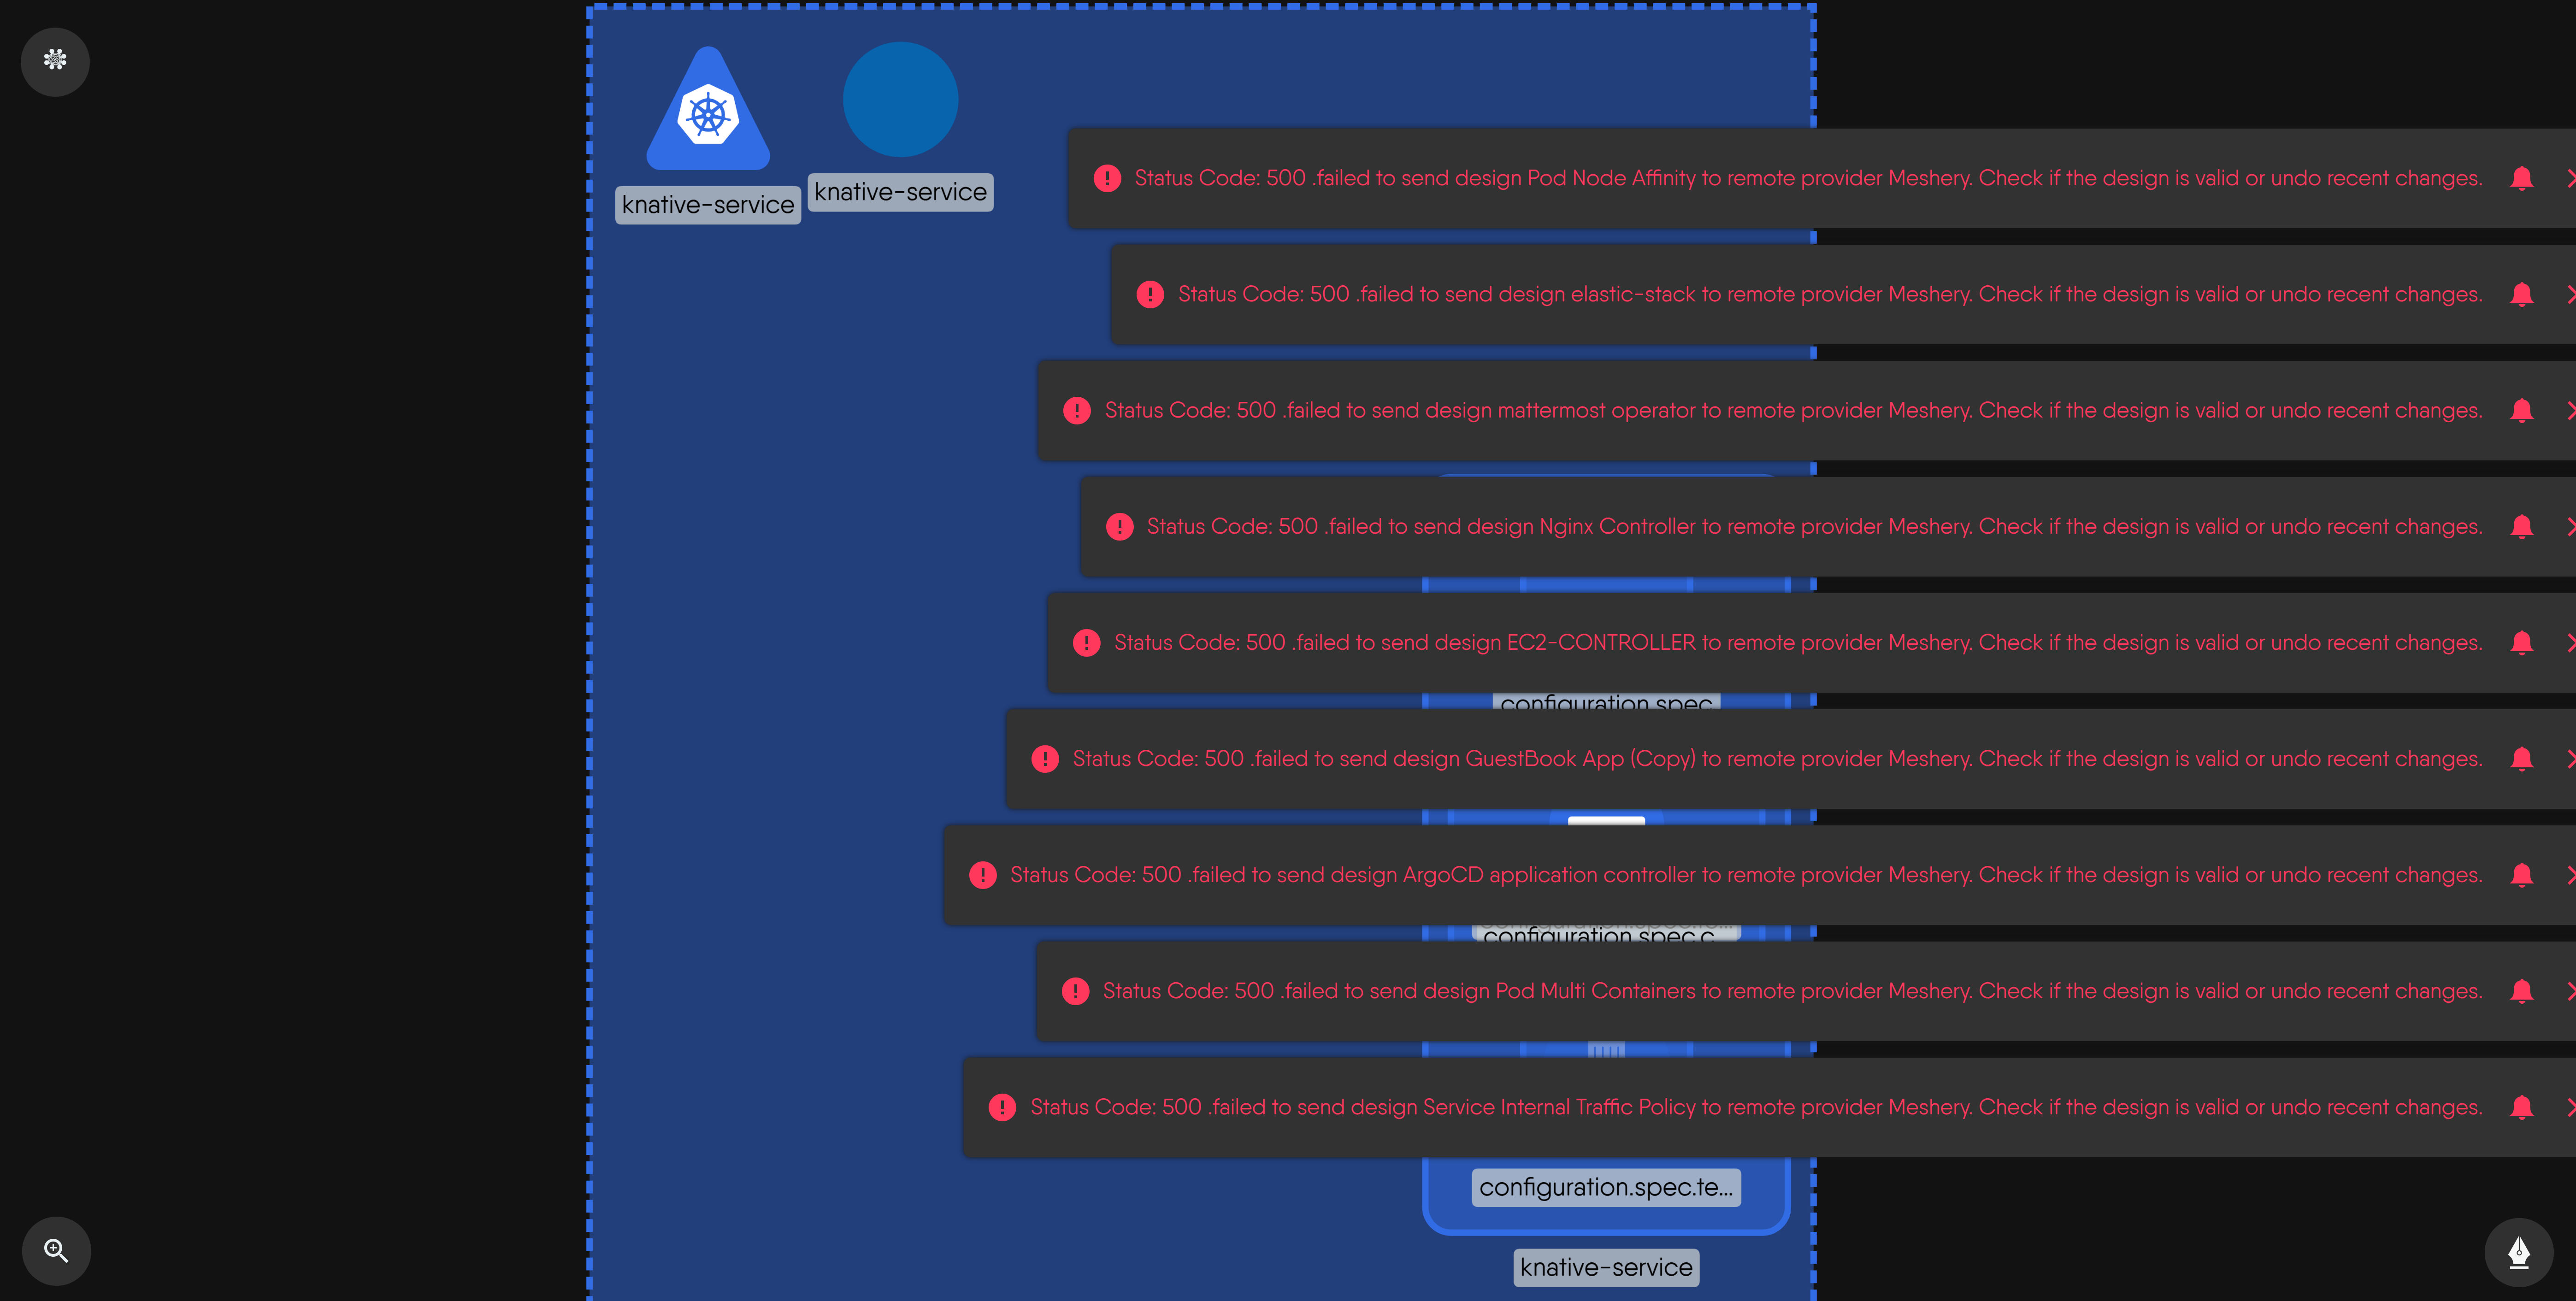 knative-service
knative-service
Status Code: 500 .failed to send design Pod Node Affinity to remote provider Meshery. Check if the design is valid or undo recent changes.
Status Code: 500 .failed to send design elastic-stack to remote provider Meshery. Check if the design is valid or undo recent changes.
Status Code: 500 .failed to send design mattermost operator to remote provider Meshery. Check if the design is valid or undo recent changes.
Status Code: 500 .failed to send design Nginx Controller to remote provider Meshery. Check if the design is valid or undo recent changes.
Status Code: 500 .failed to send design EC2-CONTROLLER to remote provider Meshery. Check if the design is valid or undo recent changes.
configuration.spec
Status Code: 500 .failed to send design GuestBook App (Copy) to remote provider Meshery. Check if the design is valid or undo recent changes.
Status Code: 500 .failed to send design ArgoCD application controller to remote provider Meshery. Check if the design is valid or undo recent changes.
configuration.spec.c...
Status Code: 500 .failed to send design Pod Multi Containers to remote provider Meshery. Check if the design is valid or undo recent changes.
Status Code: 500 .failed to send design Service Internal Traffic Policy to remote provider Meshery. Check if the design is valid or undo recent changes.
configuration.spec.te...
knative-service